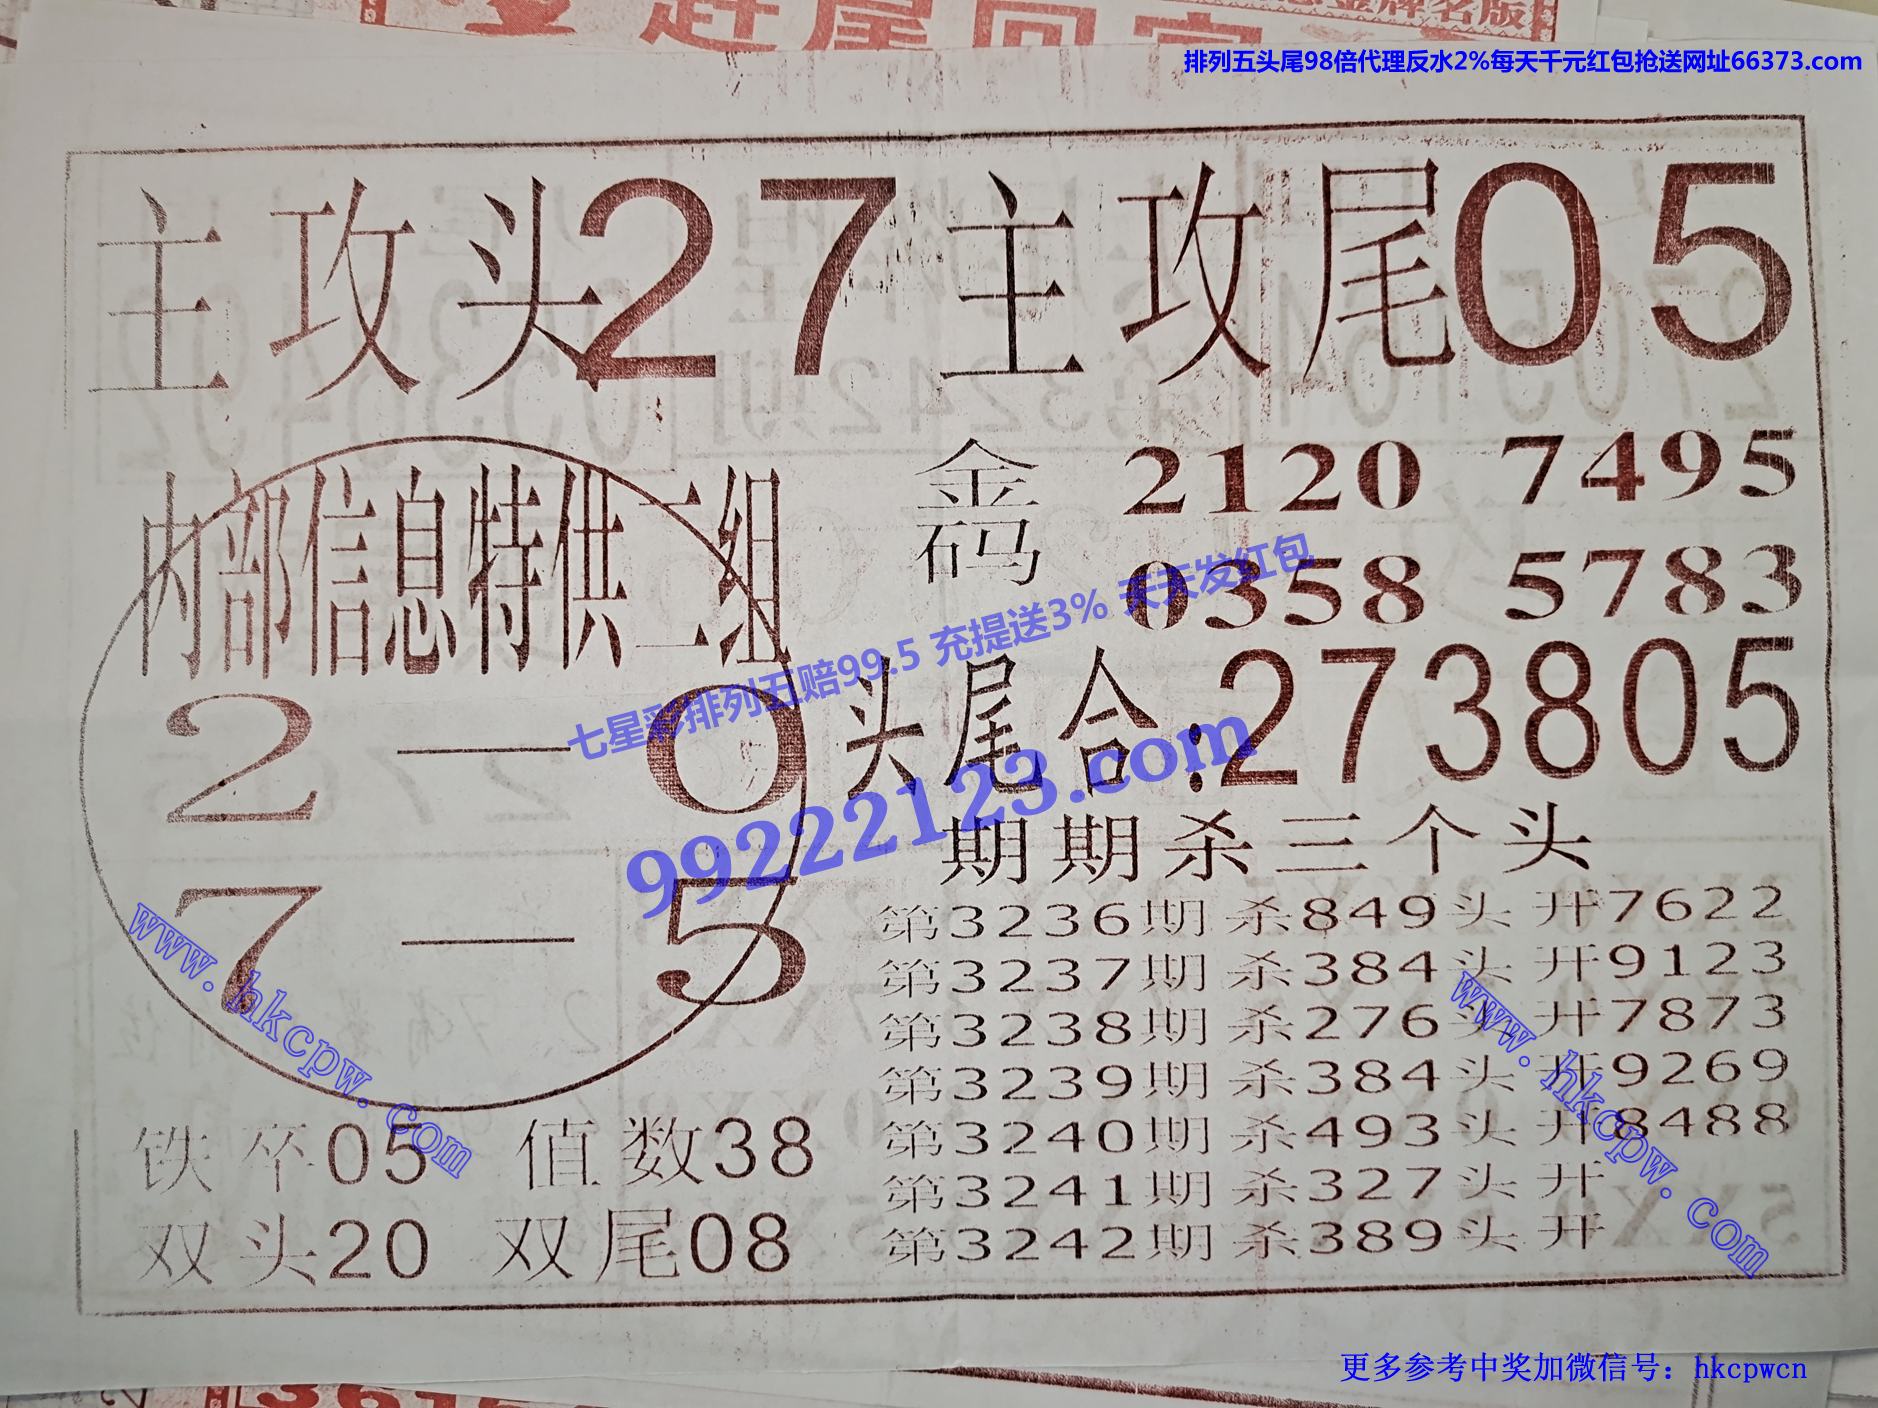 赶尾回家
金牌名版
排列五头尾98倍代理反水2%每天千元红包抢送网址66373.com
主攻头27 主攻尾05
内部信息特供二组
2—0
7—5
金码 2120 7495
0358 5783
七星彩排列五赔99.5 充提送3% 天天发红包
99222123.com
头尾合:273805
期期杀三个头
第3236期 杀849头 开7622
第3237期 杀384头 开9123
第3238期 杀276头 开7873
第3239期 杀384头 开9269
第3240期 杀493头 开8488
第3241期 杀327头 开
第3242期 杀389头 开
www.hkcpw.com
www.hkcpw.com
铁卒05 值数38
双头20 双尾08
更多参考中奖加微信号：hkcpwcn